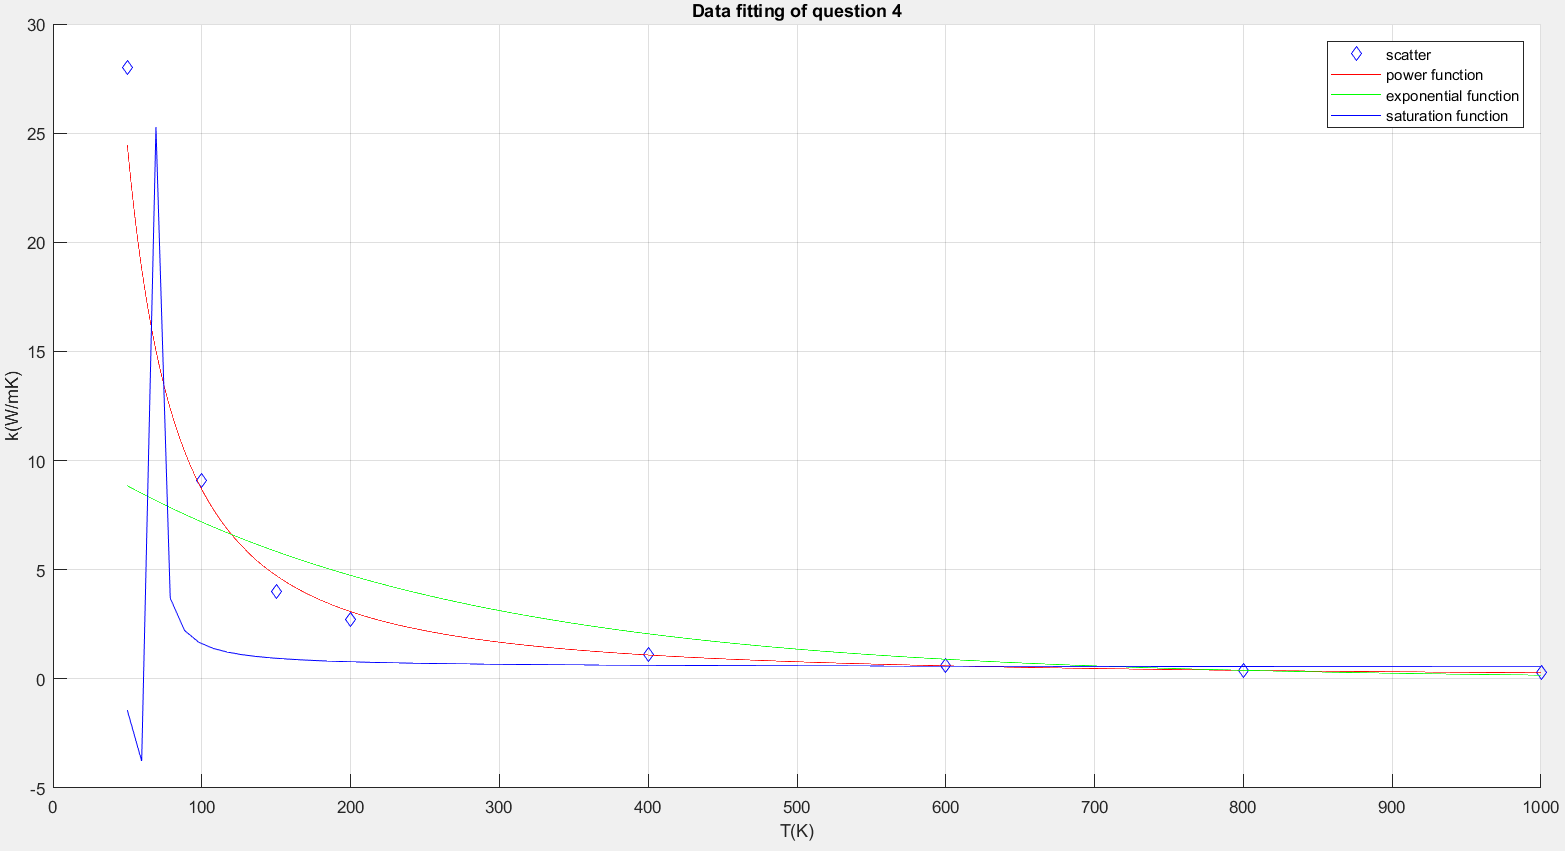 Data fitting of question 4
30
25
20
15
10
5
0
-5
k(W/mK)
scatter
power function
exponential function
saturation function
0 100 200 300 400 500 600 700 800 900 1000
T(K)